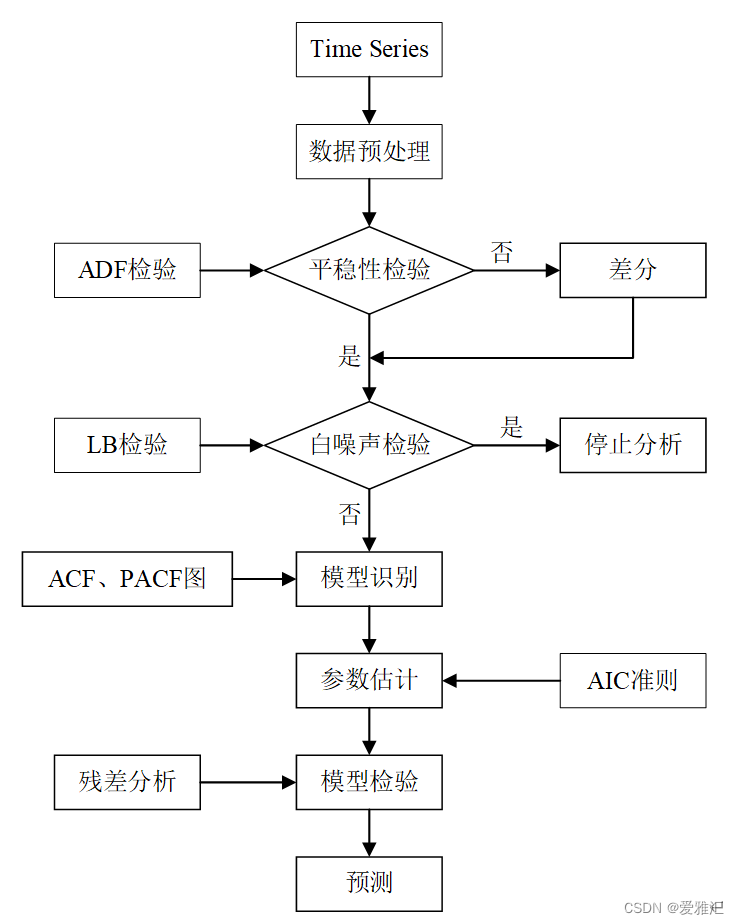 Time Series
数据预处理
ADF检验
平稳性检验
否
差分
是
LB检验
白噪声检验
是
停止分析
否
ACF、PACF图
模型识别
参数估计
AIC准则
残差分析
模型检验
预测
CSDN @爱雅汜